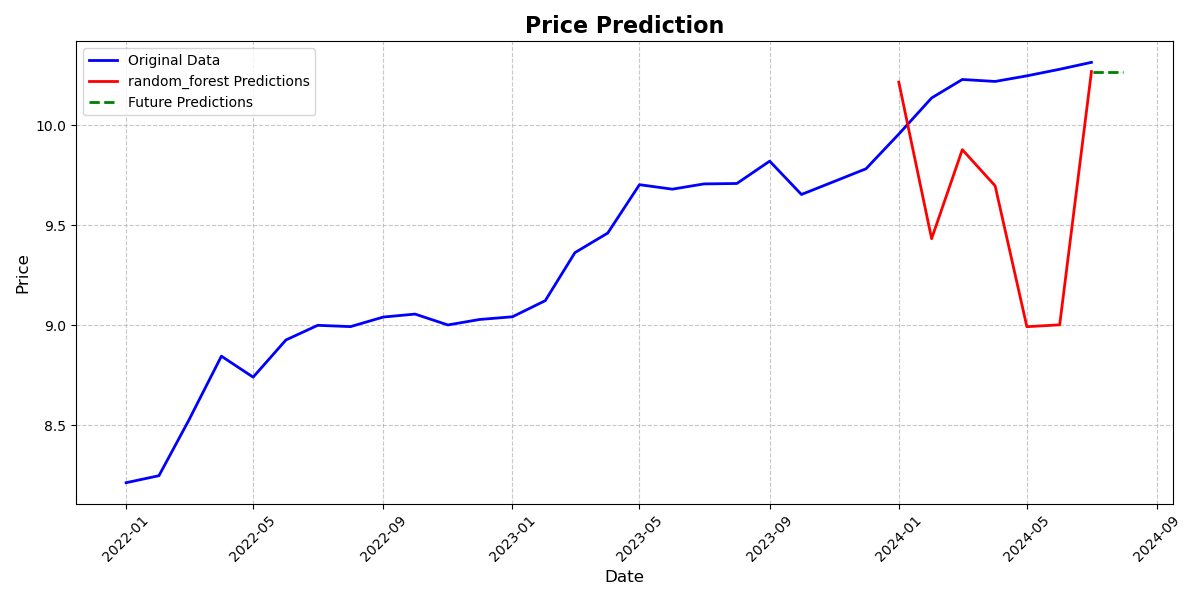 Price Prediction
Original Data
random_forest Predictions
Future Predictions
Price
10.0
9.5
9.0
8.5
2022-01
2022-05
2022-09
2023-01
2023-05
2023-09
2024-01
2024-05
2024-09
Date